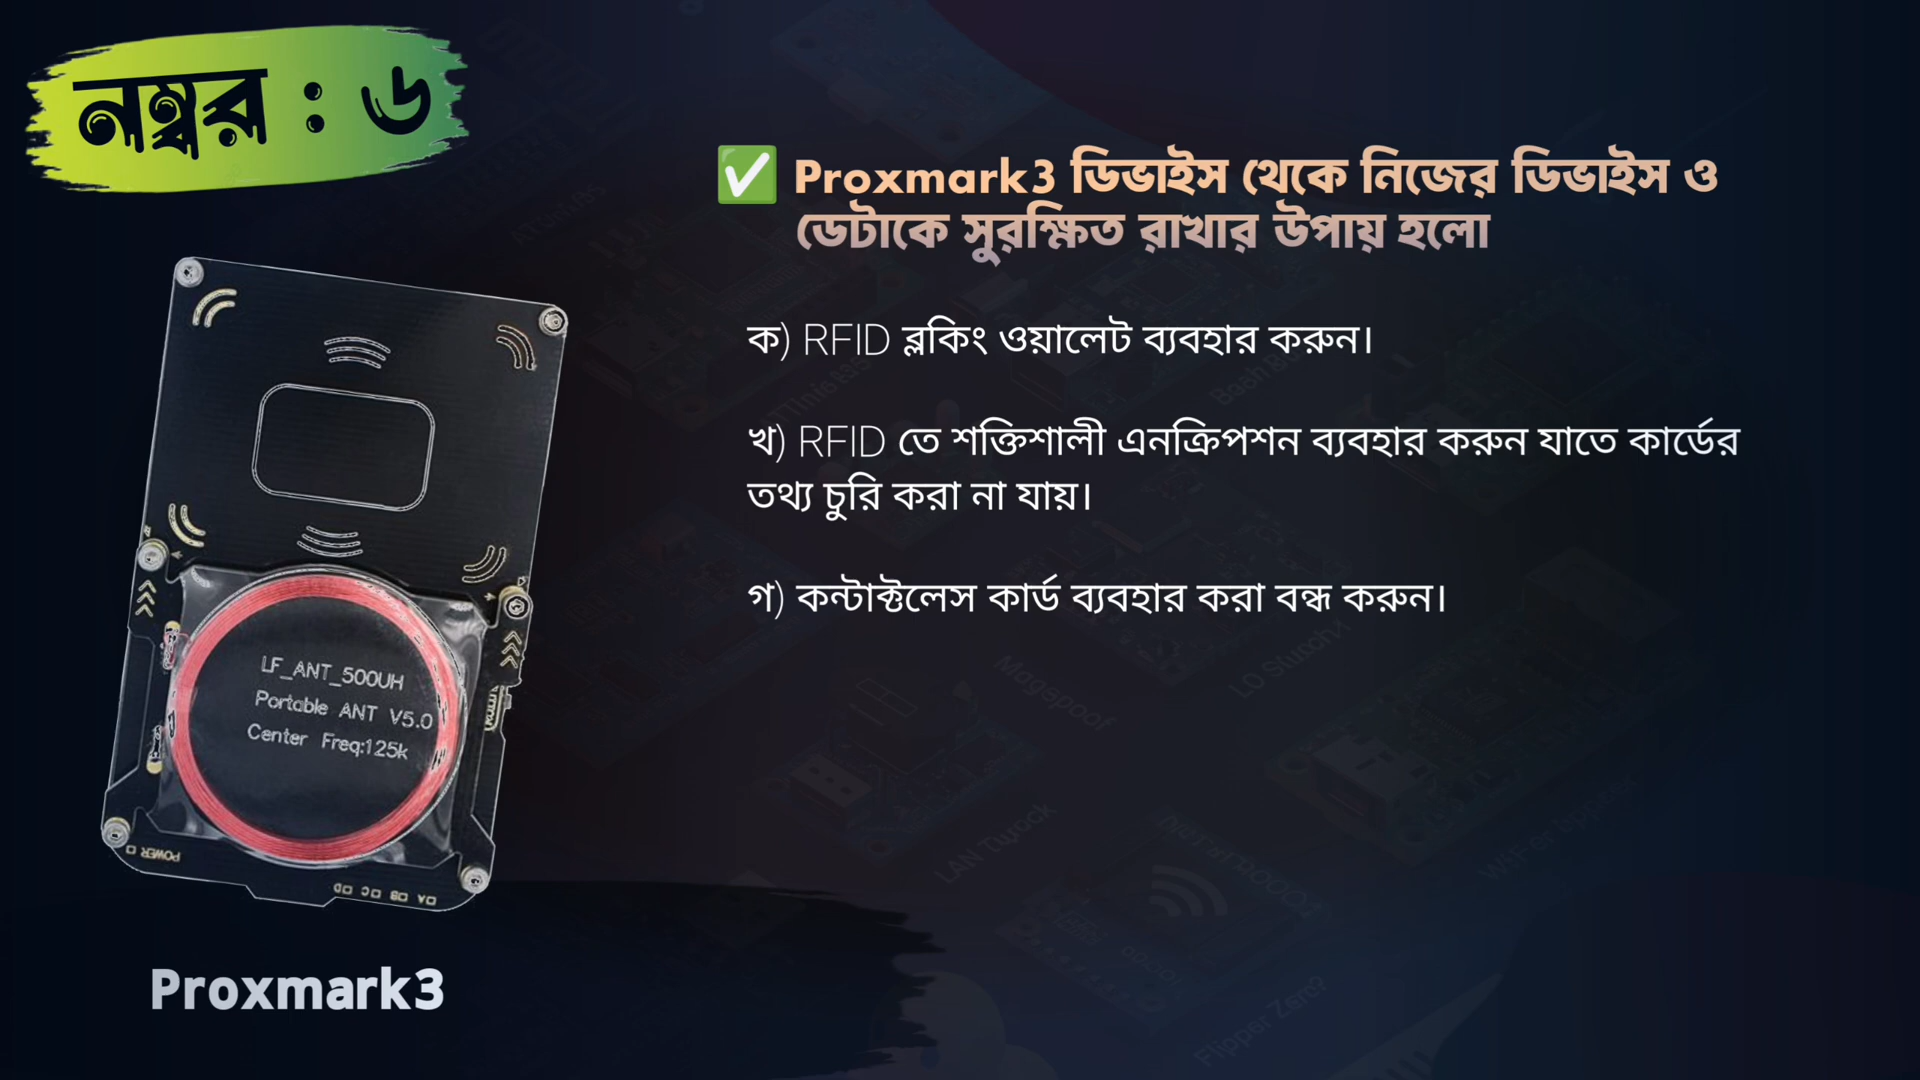 নম্বর : ৬
✅ Proxmark3 ডিভাইস থেকে নিজের ডিভাইস ও
ডেটাকে সুরক্ষিত রাখার উপায় হলো
ক) RFID ব্লকিং ওয়ালেট ব্যবহার করুন।
খ) RFID তে শক্তিশালী এনক্রিপশন ব্যবহার করুন যাতে কার্ডের
তথ্য চুরি করা না যায়।
গ) কন্টাক্টলেস কার্ড ব্যবহার করা বন্ধ করুন।
LF_ANT_500UH
Portable ANT V5.0
Center Freq:125k
POWER
Proxmark3
Magspoof